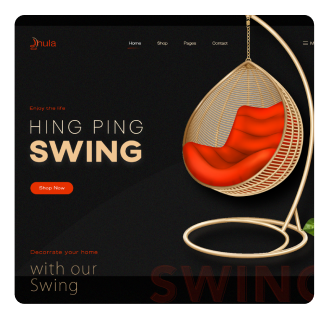 Jhula
Home Shop Pages Contact
Enjoy the life
HING PING
SWING
Shop Now
Decorate your home
with our
Swing
SWING